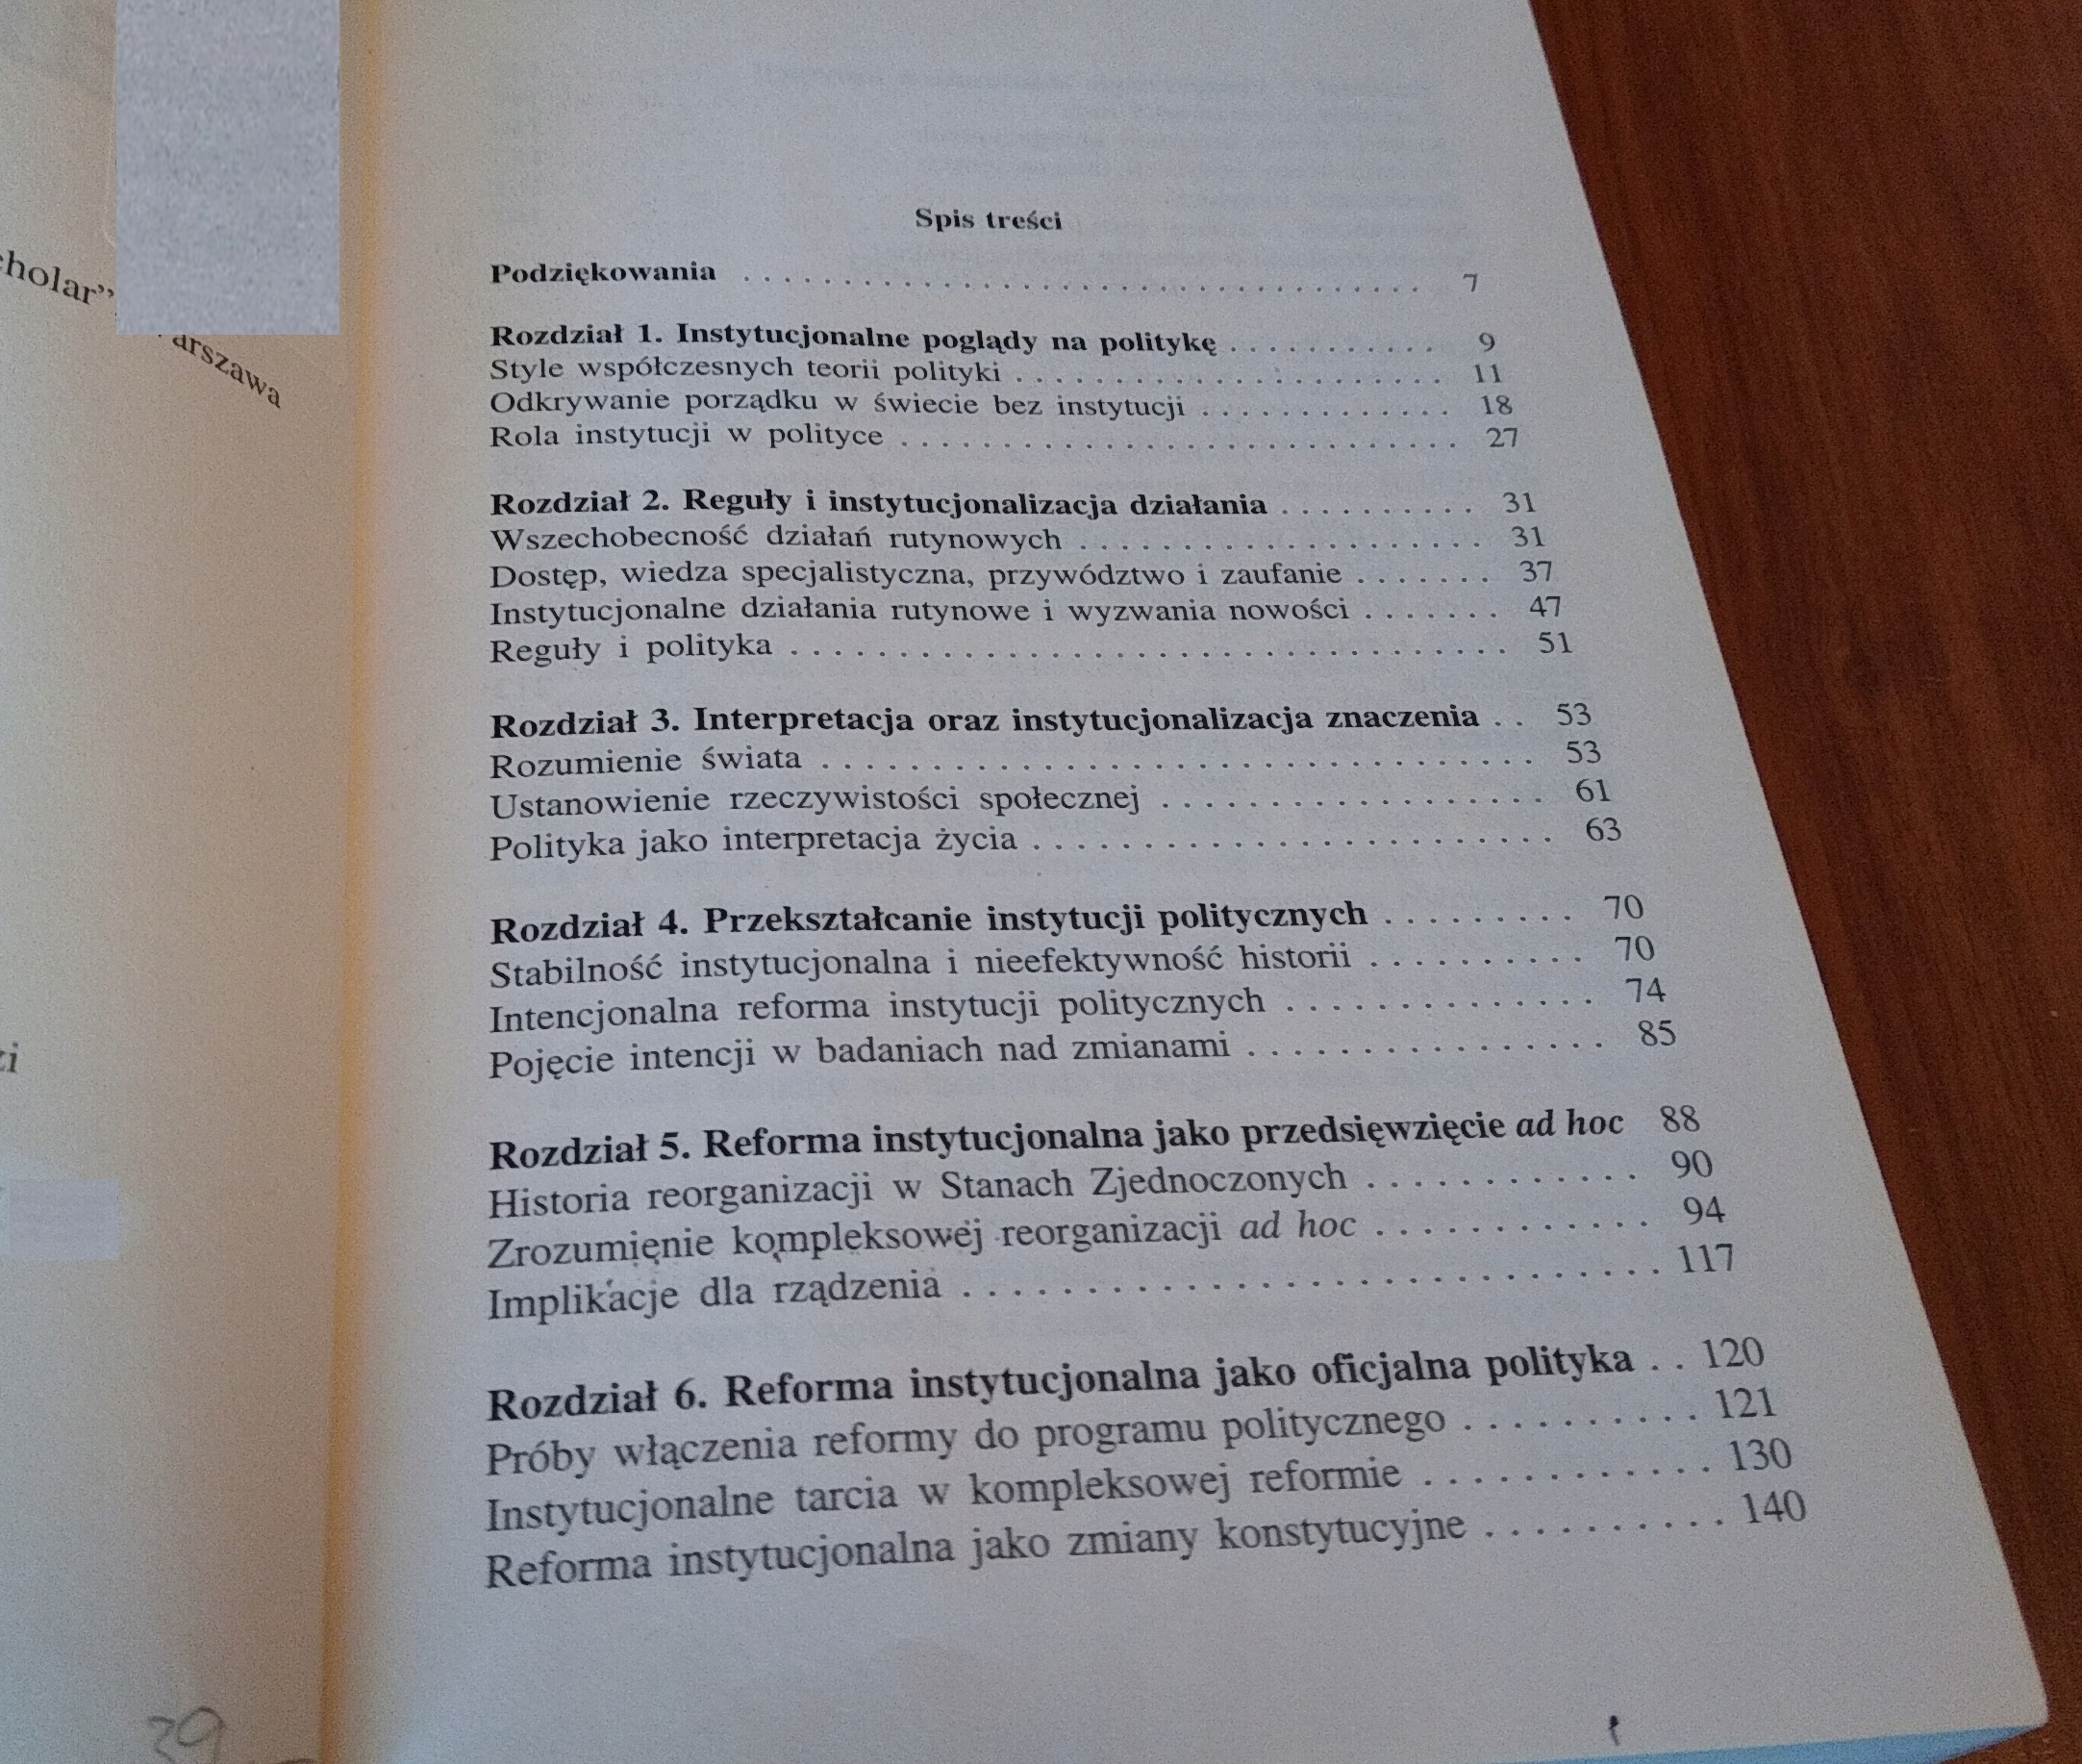 Spis treści
Podziękowania . . . . . . . . . . . . . . . . . . . . . . . . . . . . . . . . . . . 7
Rozdział 1. Instytucjonalne poglądy na politykę . . . . . . . . . . . 9
Style współczesnych teorii polityki . . . . . . . . . . . . . . . . . . . . . . 11
Odkrywanie porządku w świecie bez instytucji . . . . . . . . . . . . . 18
Rola instytucji w polityce . . . . . . . . . . . . . . . . . . . . . . . . . . . 27
Rozdział 2. Reguły i instytucjonalizacja działania . . . . . . . . . . 31
Wszechobecność działań rutynowych . . . . . . . . . . . . . . . . . . . . 31
Dostęp, wiedza specjalistyczna, przywództwo i zaufanie . . . . . . . 37
Instytucjonalne działania rutynowe i wyzwania nowości . . . . . . . 47
Reguły i polityka . . . . . . . . . . . . . . . . . . . . . . . . . . . . . . . . . 51
Rozdział 3. Interpretacja oraz instytucjonalizacja znaczenia . . 53
Rozumienie świata . . . . . . . . . . . . . . . . . . . . . . . . . . . . . . . . 53
Ustanowienie rzeczywistości społecznej . . . . . . . . . . . . . . . . . . 61
Polityka jako interpretacja życia . . . . . . . . . . . . . . . . . . . . . . . . 63
Rozdział 4. Przekształcanie instytucji politycznych . . . . . . . . . 70
Stabilność instytucjonalna i nieefektywność historii . . . . . . . . . . 70
Intencjonalna reforma instytucji politycznych . . . . . . . . . . . . . . 74
Pojęcie intencji w badaniach nad zmianami . . . . . . . . . . . . . . . . 85
Rozdział 5. Reforma instytucjonalna jako przedsięwzięcie ad hoc 88
Historia reorganizacji w Stanach Zjednoczonych . . . . . . . . . . . . 90
Zrozumienie kompleksowej reorganizacji ad hoc . . . . . . . . . . . . 94
Implikacje dla rządzenia . . . . . . . . . . . . . . . . . . . . . . . . . . . . . 117
Rozdział 6. Reforma instytucjonalna jako oficjalna polityka . . 120
Próby włączenia reformy do programu politycznego . . . . . . . . . . 121
Instytucjonalne tarcia w kompleksowej reformie . . . . . . . . . . . . 130
Reforma instytucjonalna jako zmiany konstytucyjne . . . . . . . . . . 140
39